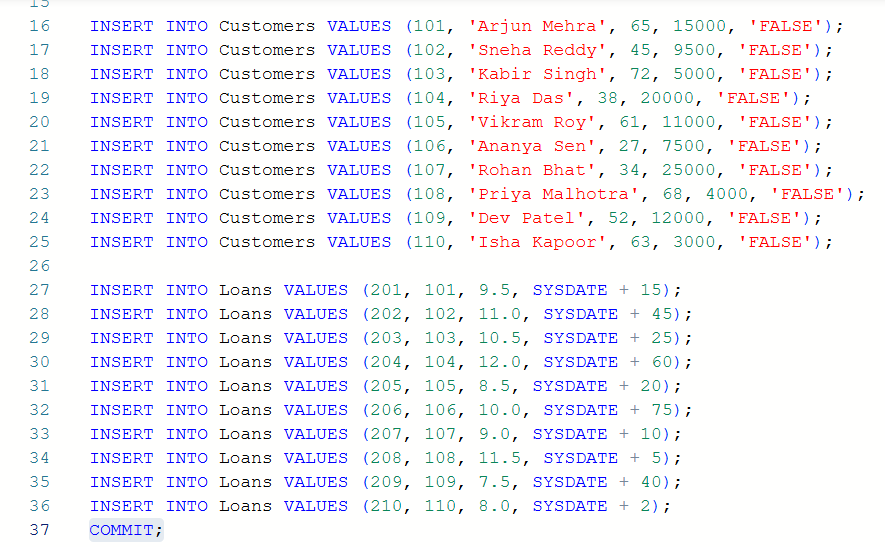 15
16 INSERT INTO Customers VALUES (101, 'Arjun Mehra', 65, 15000, 'FALSE');
17 INSERT INTO Customers VALUES (102, 'Sneha Reddy', 45, 9500, 'FALSE');
18 INSERT INTO Customers VALUES (103, 'Kabir Singh', 72, 5000, 'FALSE');
19 INSERT INTO Customers VALUES (104, 'Riya Das', 38, 20000, 'FALSE');
20 INSERT INTO Customers VALUES (105, 'Vikram Roy', 61, 11000, 'FALSE');
21 INSERT INTO Customers VALUES (106, 'Ananya Sen', 27, 7500, 'FALSE');
22 INSERT INTO Customers VALUES (107, 'Rohan Bhat', 34, 25000, 'FALSE');
23 INSERT INTO Customers VALUES (108, 'Priya Malhotra', 68, 4000, 'FALSE');
24 INSERT INTO Customers VALUES (109, 'Dev Patel', 52, 12000, 'FALSE');
25 INSERT INTO Customers VALUES (110, 'Isha Kapoor', 63, 3000, 'FALSE');
26
27 INSERT INTO Loans VALUES (201, 101, 9.5, SYSDATE + 15);
28 INSERT INTO Loans VALUES (202, 102, 11.0, SYSDATE + 45);
29 INSERT INTO Loans VALUES (203, 103, 10.5, SYSDATE + 25);
30 INSERT INTO Loans VALUES (204, 104, 12.0, SYSDATE + 60);
31 INSERT INTO Loans VALUES (205, 105, 8.5, SYSDATE + 20);
32 INSERT INTO Loans VALUES (206, 106, 10.0, SYSDATE + 75);
33 INSERT INTO Loans VALUES (207, 107, 9.0, SYSDATE + 10);
34 INSERT INTO Loans VALUES (208, 108, 11.5, SYSDATE + 5);
35 INSERT INTO Loans VALUES (209, 109, 7.5, SYSDATE + 40);
36 INSERT INTO Loans VALUES (210, 110, 8.0, SYSDATE + 2);
37 COMMIT;